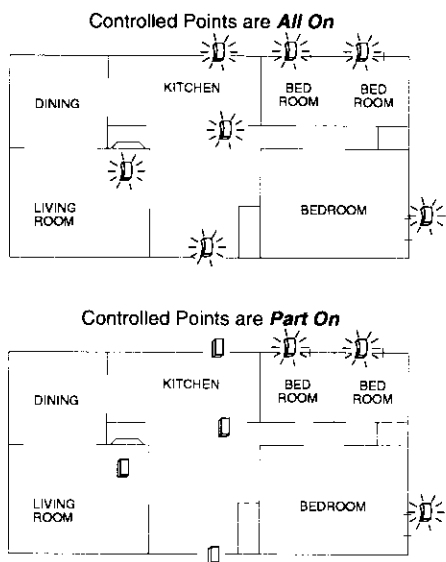 Controlled Points are All On
KITCHEN
BED
ROOM
BED
ROOM
DINING
LIVING
ROOM
BEDROOM
Controlled Points are Part On
KITCHEN
BED
ROOM
BED
ROOM
DINING
LIVING
ROOM
BEDROOM